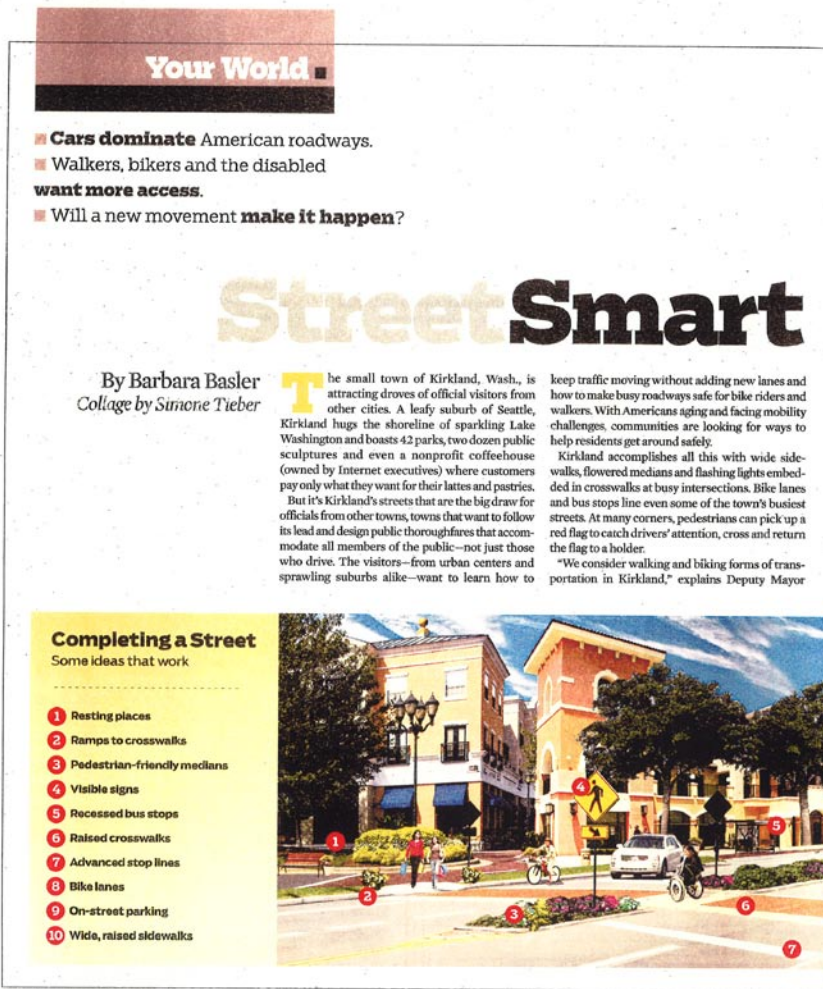 Your World
Cars dominate American roadways.
Walkers, bikers and the disabled
want more access.
Will a new movement make it happen?
Street Smart
By Barbara Basler
Collage by Simone Tieber
The small town of Kirkland, Wash., is
attracting droves of official visitors from
other cities. A leafy suburb of Seattle,
Kirkland hugs the shoreline of sparkling Lake
Washington and boasts 42 parks, two dozen public
sculptures and even a nonprofit coffeehouse
(owned by Internet executives) where customers
pay only what they want for their lattes and pastries.
But it's Kirkland's streets that are the big draw for
officials from other towns, towns that want to follow
its lead and design public thoroughfares that accom-
modate all members of the public—not just those
who drive. The visitors—from urban centers and
sprawling suburbs alike—want to learn how to
keep traffic moving without adding new lanes and
how to make busy roadways safe for bike riders and
walkers. With Americans aging and facing mobility
challenges, communities are looking for ways to
help residents get around safely.
Kirkland accomplishes all this with wide side-
walks, flowered medians and flashing lights embed-
ded in crosswalks at busy intersections. Bike lanes
and bus stops line even some of the town's busiest
streets. At many corners, pedestrians can pick up a
red flag to catch drivers' attention, cross and return
the flag to a holder.
"We consider walking and biking forms of trans-
portation in Kirkland," explains Deputy Mayor
Completing a Street
Some ideas that work
1 Resting places
2 Ramps to crosswalks
3 Pedestrian-friendly medians
4 Visible signs
5 Recessed bus stops
6 Raised crosswalks
7 Advanced stop lines
8 Bike lanes
9 On-street parking
10 Wide, raised sidewalks
4
5
1
2
3
6
7